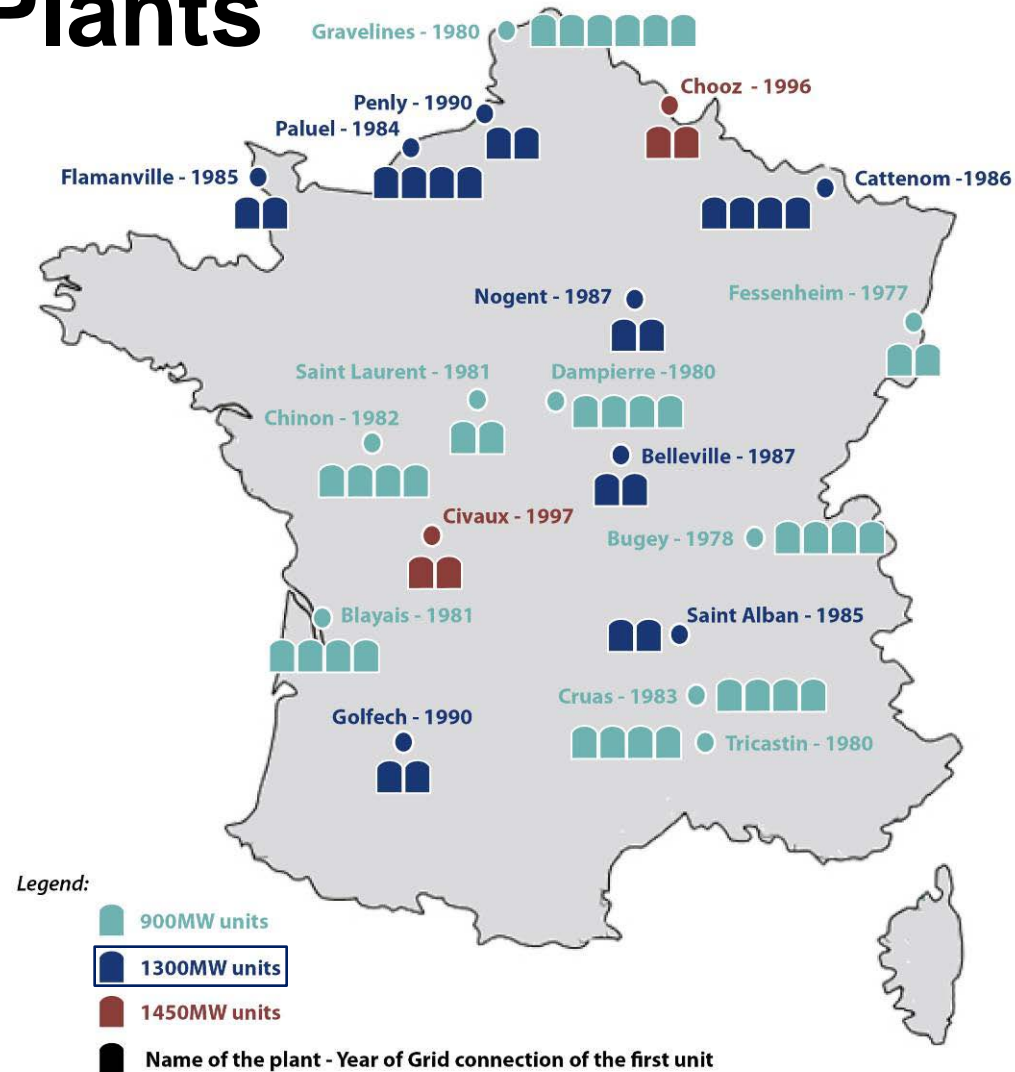 Plants
Gravelines - 1980
Chooz - 1996
Penly - 1990
Paluel - 1984
Flamanville - 1985
Cattenom -1986
Nogent - 1987
Fessenheim - 1977
Saint Laurent - 1981
Dampierre -1980
Chinon - 1982
Belleville - 1987
Civaux - 1997
Bugey - 1978
Blayais - 1981
Saint Alban - 1985
Cruas - 1983
Golfech - 1990
Tricastin - 1980
Legend:
900MW units
1300MW units
1450MW units
Name of the plant - Year of Grid connection of the first unit